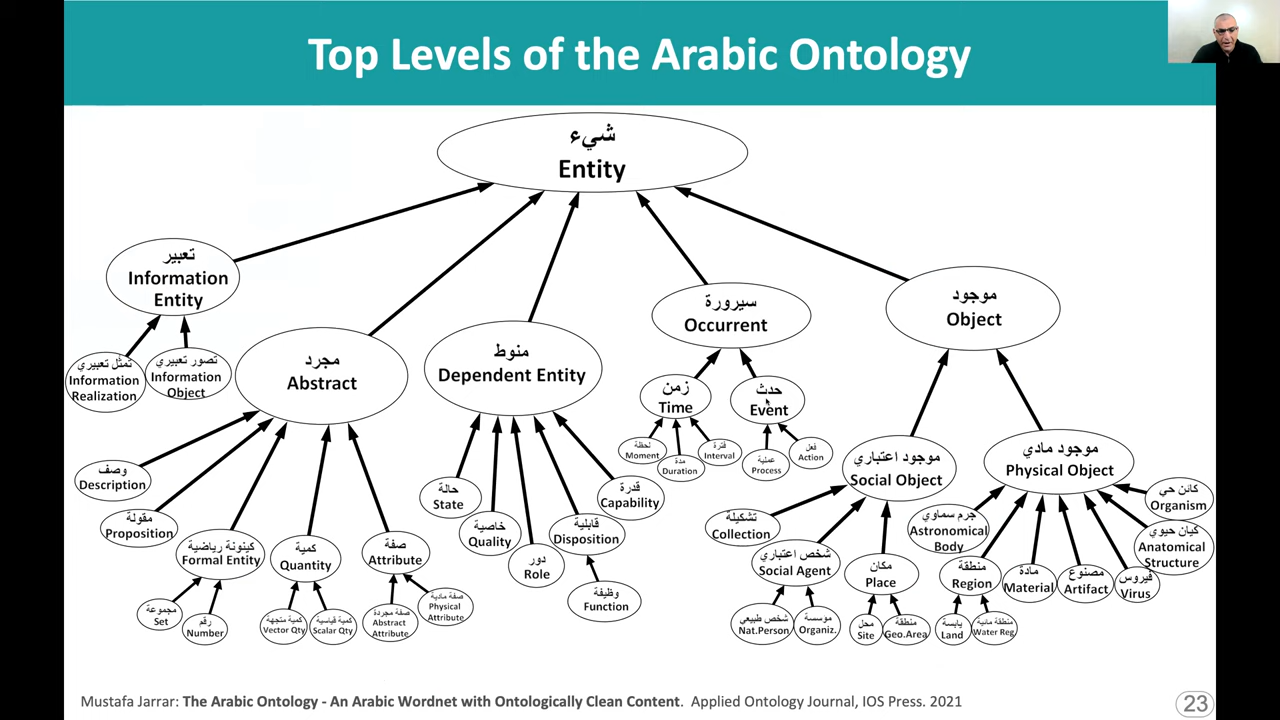 Top Levels of the Arabic Ontology
شيء
Entity
تعبير
Information
Entity
تمثل تعبيري
Information
Realization
تصور تعبيري
Information
Object
مجرد
Abstract
وصف
Description
مقولة
Proposition
كينونة رياضية
Formal Entity
مجموعة
Set
رقم
Number
كمية
Quantity
كمية متجهة
Vector Qty
كمية قياسية
Scalar Qty
صفة
Attribute
صفة مجردة
Abstract
Attribute
صفة مادية
Physical
Attribute
منوط
Dependent Entity
حالة
State
خاصية
Quality
دور
Role
قابلية
Disposition
وظيفة
Function
قدرة
Capability
سيرورة
Occurrent
زمن
Time
لحظة
Moment
مدة
Duration
فترة
Interval
حدث
Event
عملية
Process
فعل
Action
موجود
Object
موجود اعتباري
Social Object
تشكيلة
Collection
شخص اعتباري
Social Agent
شخص طبيعي
Nat.Person
موسسة
Organiz.
مكان
Place
محل
Site
منطقة
Geo.Area
موجود مادي
Physical Object
جرم سماوي
Astronomical
Body
منطقة
Region
يابسة
Land
منطقة مائية
Water Reg
مادة
Material
مصنوع
Artifact
فيروس
Virus
كيان حيوي
Anatomical
Structure
كائن حي
Organism
Mustafa Jarrar: The Arabic Ontology - An Arabic Wordnet with Ontologically Clean Content. Applied Ontology Journal, IOS Press. 2021
23